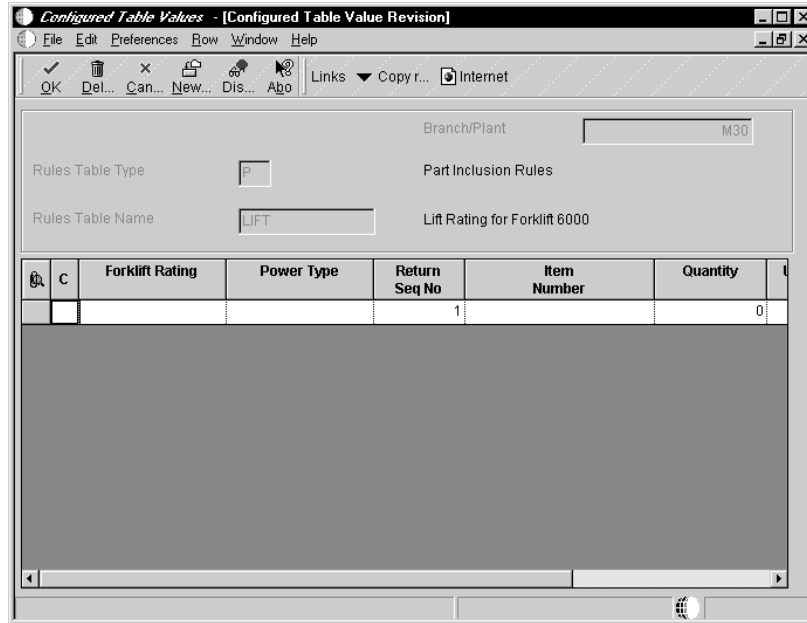 Configured Table Values - [Configured Table Value Revision]
File Edit Preferences Row Window Help
OK Del... Can... New... Dis... Abo Links Copy r... Internet
Branch/Plant M30
Rules Table Type P Part Inclusion Rules
Rules Table Name LIFT Lift Rating for Forklift 6000
C Forklift Rating Power Type Return Seq No Item Number Quantity
1 0